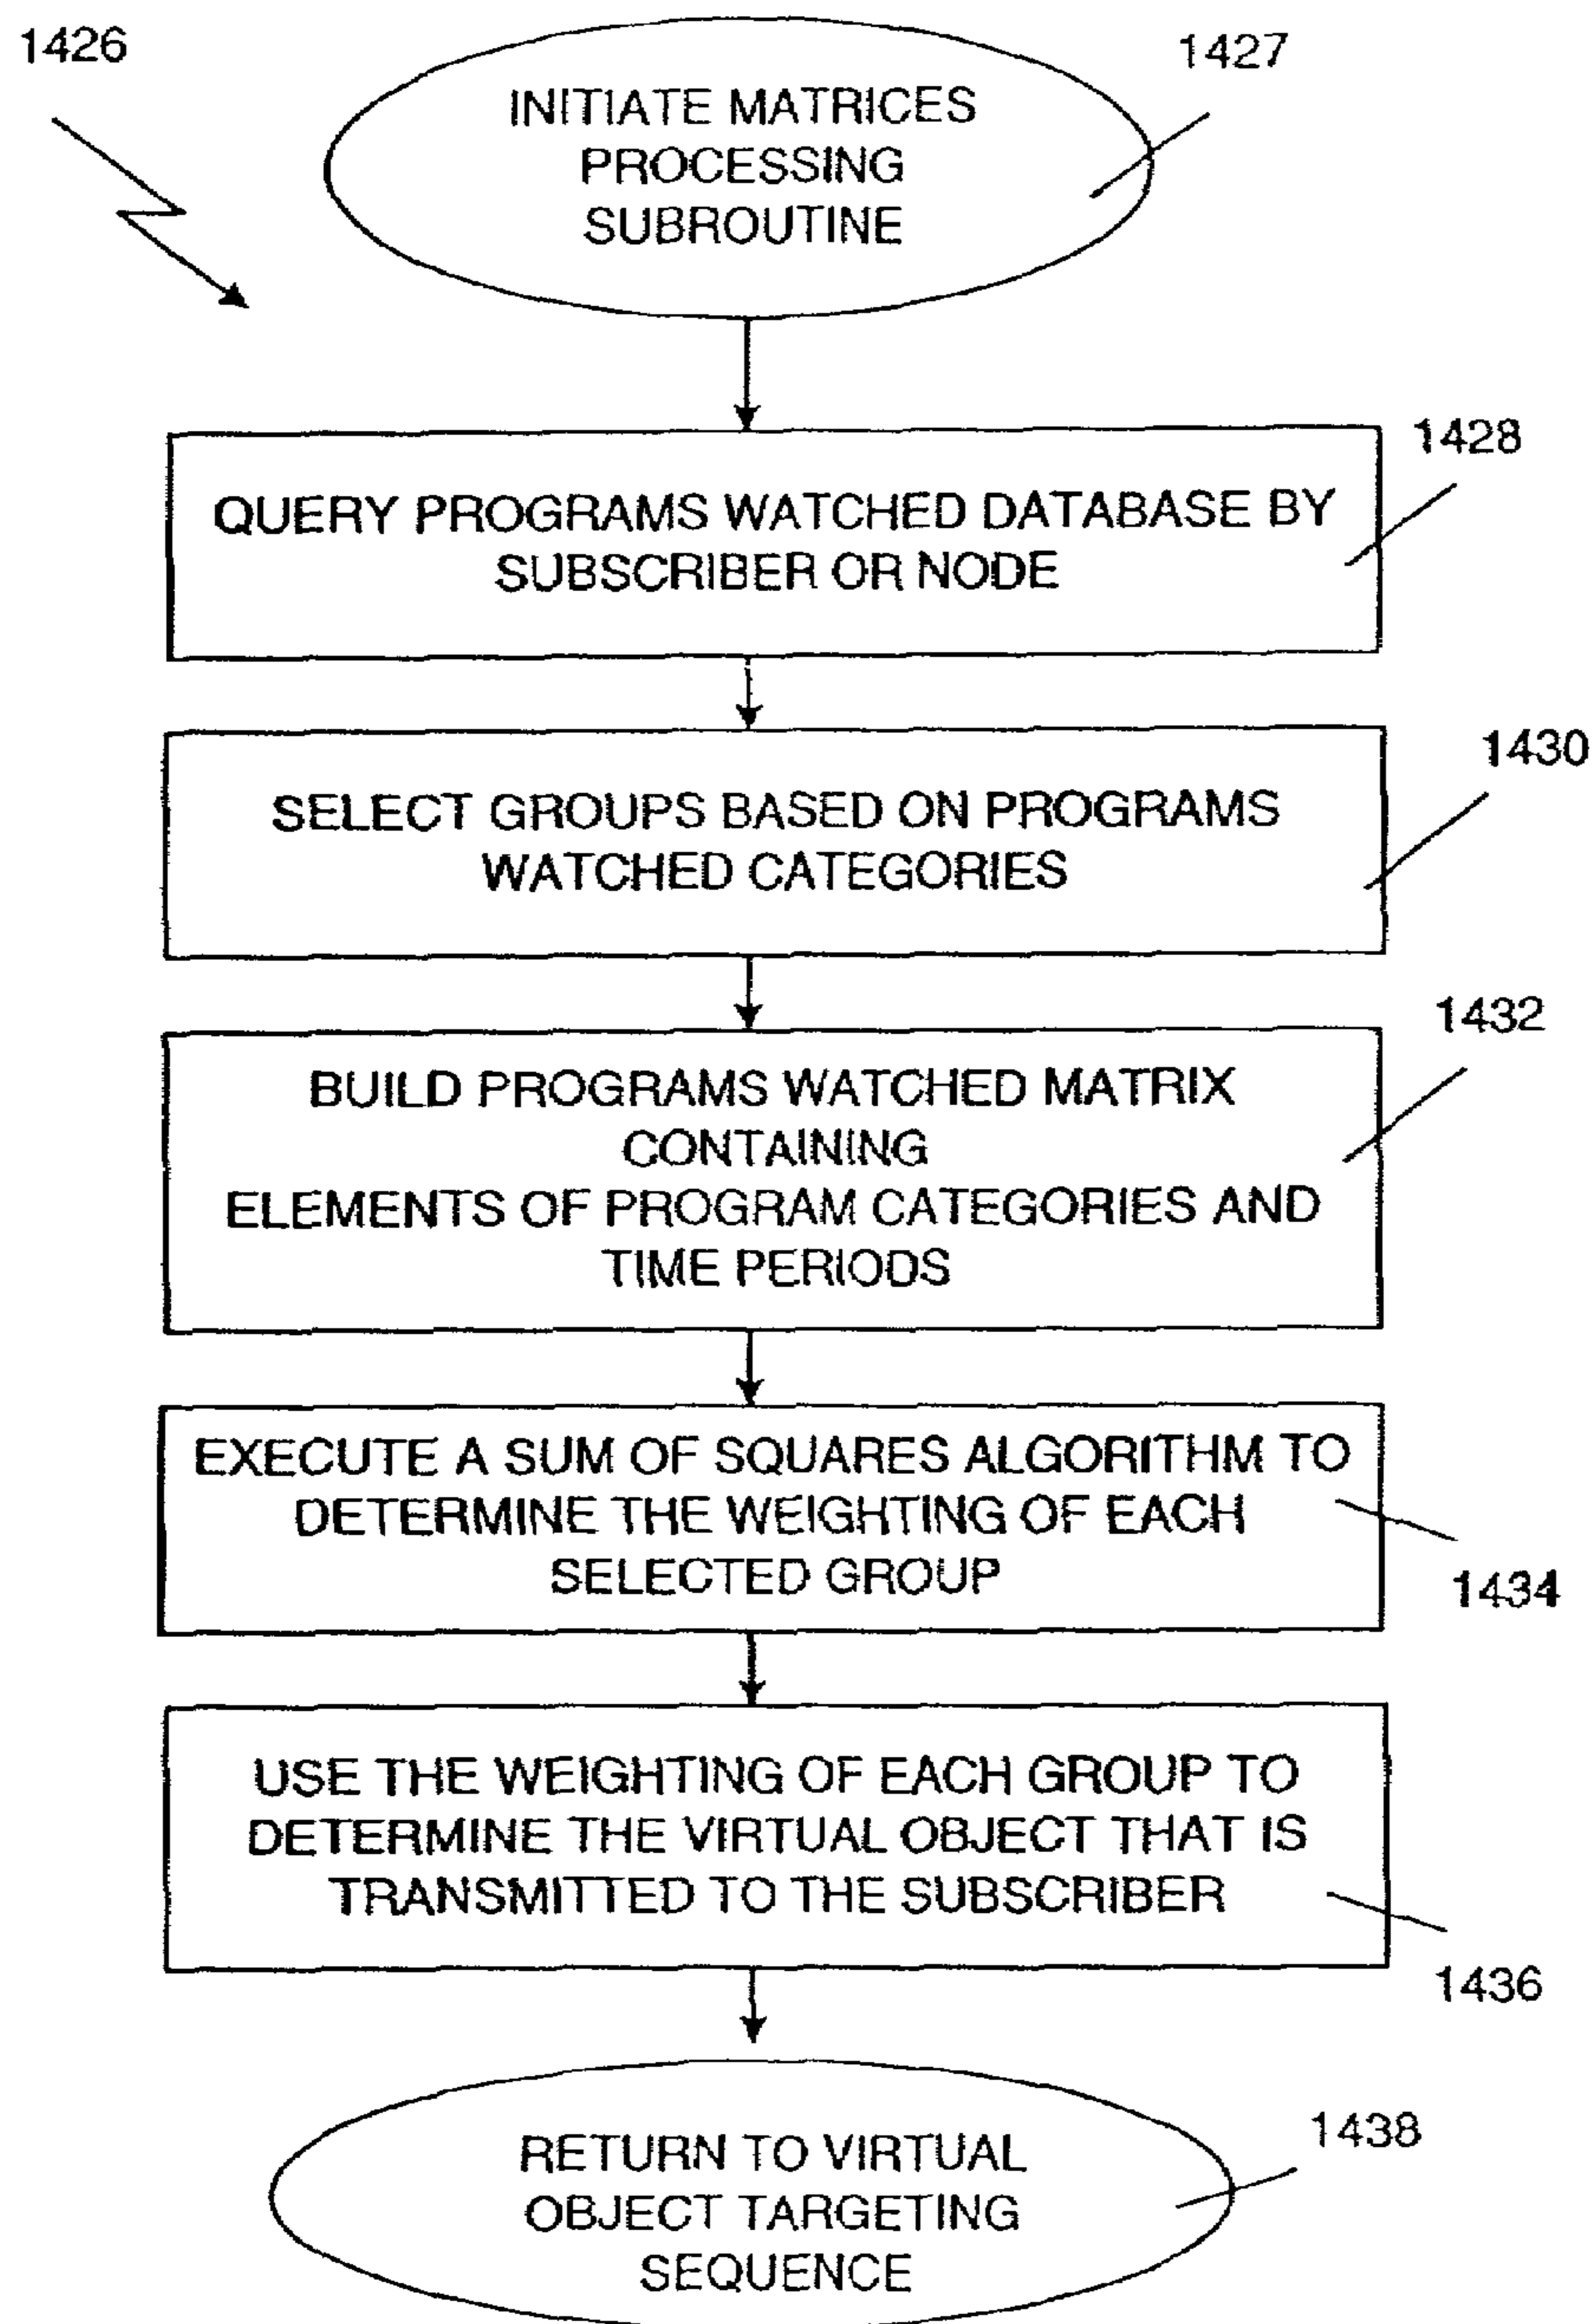 1426
1427
INITIATE MATRICES
PROCESSING
SUBROUTINE
1428
QUERY PROGRAMS WATCHED DATABASE BY
SUBSCRIBER OR NODE
1430
SELECT GROUPS BASED ON PROGRAMS
WATCHED CATEGORIES
1432
BUILD PROGRAMS WATCHED MATRIX
CONTAINING
ELEMENTS OF PROGRAM CATEGORIES AND
TIME PERIODS
EXECUTE A SUM OF SQUARES ALGORITHM TO
DETERMINE THE WEIGHTING OF EACH
SELECTED GROUP
1434
USE THE WEIGHTING OF EACH GROUP TO
DETERMINE THE VIRTUAL OBJECT THAT IS
TRANSMITTED TO THE SUBSCRIBER
1436
1438
RETURN TO VIRTUAL
OBJECT TARGETING
SEQUENCE